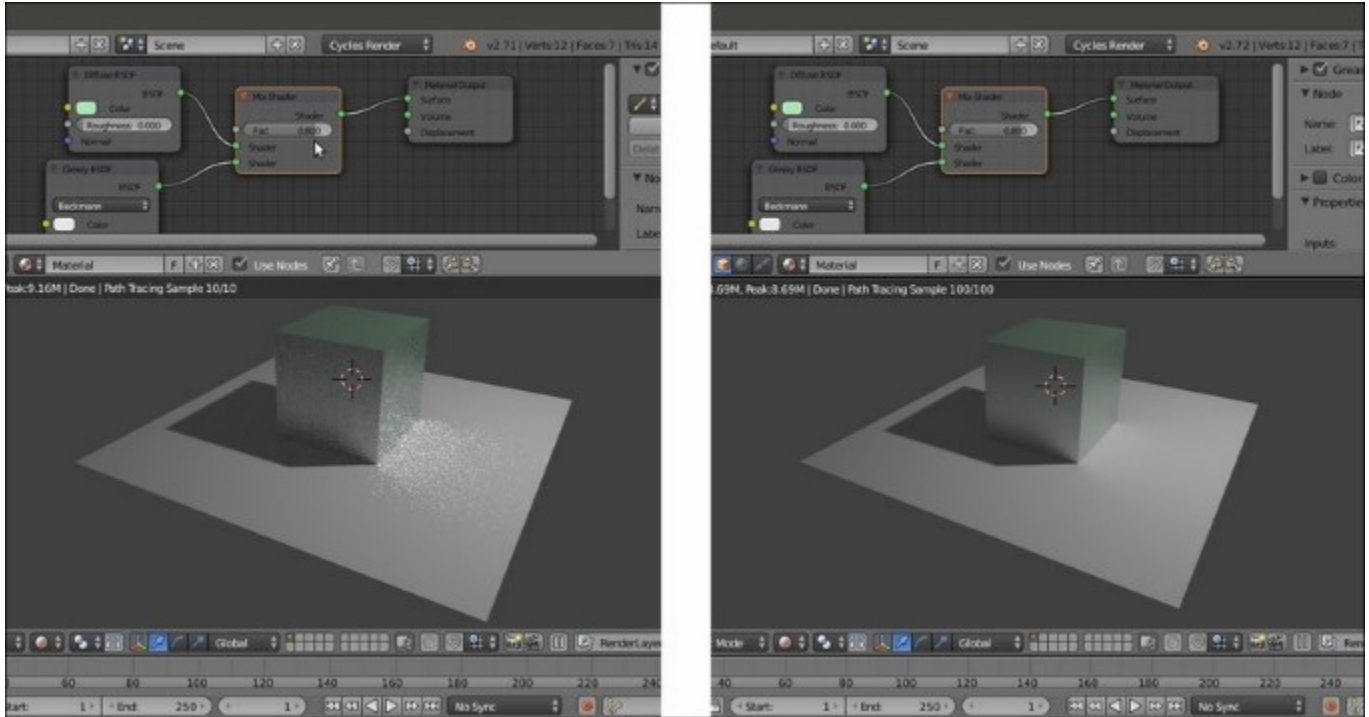 Scene
Cycles Render
v2.71 | Verts:12 | Faces:7 | Tris:14
Diffuse BSDF
BSDF
Color
Roughness: 0.000
Normal
Mix Shader
Shader
Fac: 0.800
Shader
Shader
Material Output
Surface
Volume
Displacement
Glossy BSDF
BSDF
Beckmann
Color
Material
F
Use Nodes
Peak:9.16M | Done | Path Tracing Sample 10/10
Global
RenderLayer
60 80 100 120 140 160 180 200 220 240
Start: 1
End: 250
1
No Sync
Scene
Cycles Render
v2.72 | Verts:12 | Faces:7 |
Diffuse BSDF
BSDF
Color
Roughness: 0.000
Normal
Mix Shader
Shader
Fac: 0.800
Shader
Shader
Material Output
Surface
Volume
Displacement
Glossy BSDF
BSDF
Beckmann
Color
Node
Name:
Label:
Color
Inputs:
Material
F
Use Nodes
.69M, Peak:8.69M | Done | Path Tracing Sample 100/100
Mode
Global
40 60 80 100 120 140 160 180 200 220 240
Start: 1
End: 250
1
No Sync